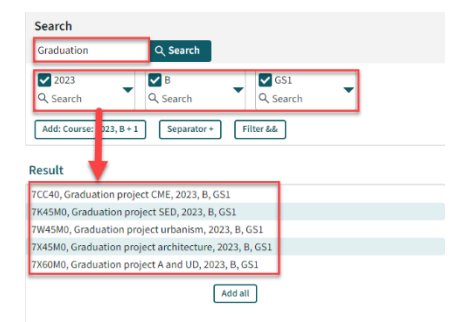 Search
Graduation Search
2023 B GS1
Search Search Search
Add: Course: 2023, B + 1 Separator + Filter &&
Result
7CC40, Graduation project CME, 2023, B, GS1
7K45M0, Graduation project SED, 2023, B, GS1
7W45M0, Graduation project urbanism, 2023, B, GS1
7X45M0, Graduation project architecture, 2023, B, GS1
7X60M0, Graduation project A and UD, 2023, B, GS1
Add all